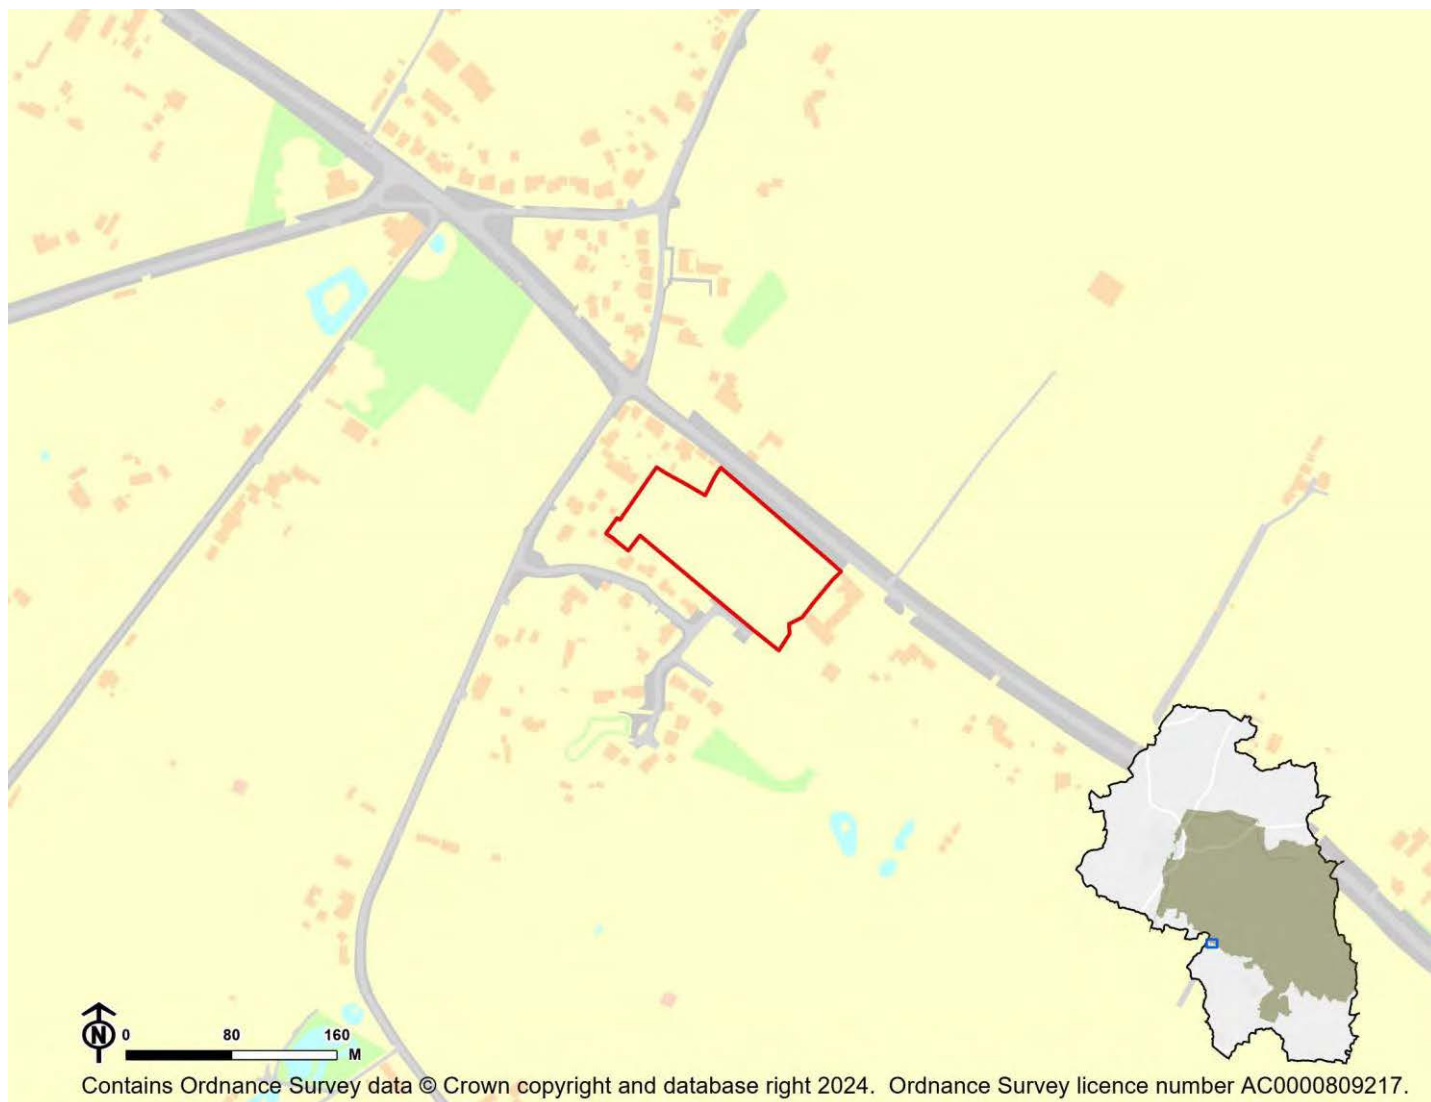 N
0 80 160
M
Contains Ordnance Survey data © Crown copyright and database right 2024. Ordnance Survey licence number AC0000809217.